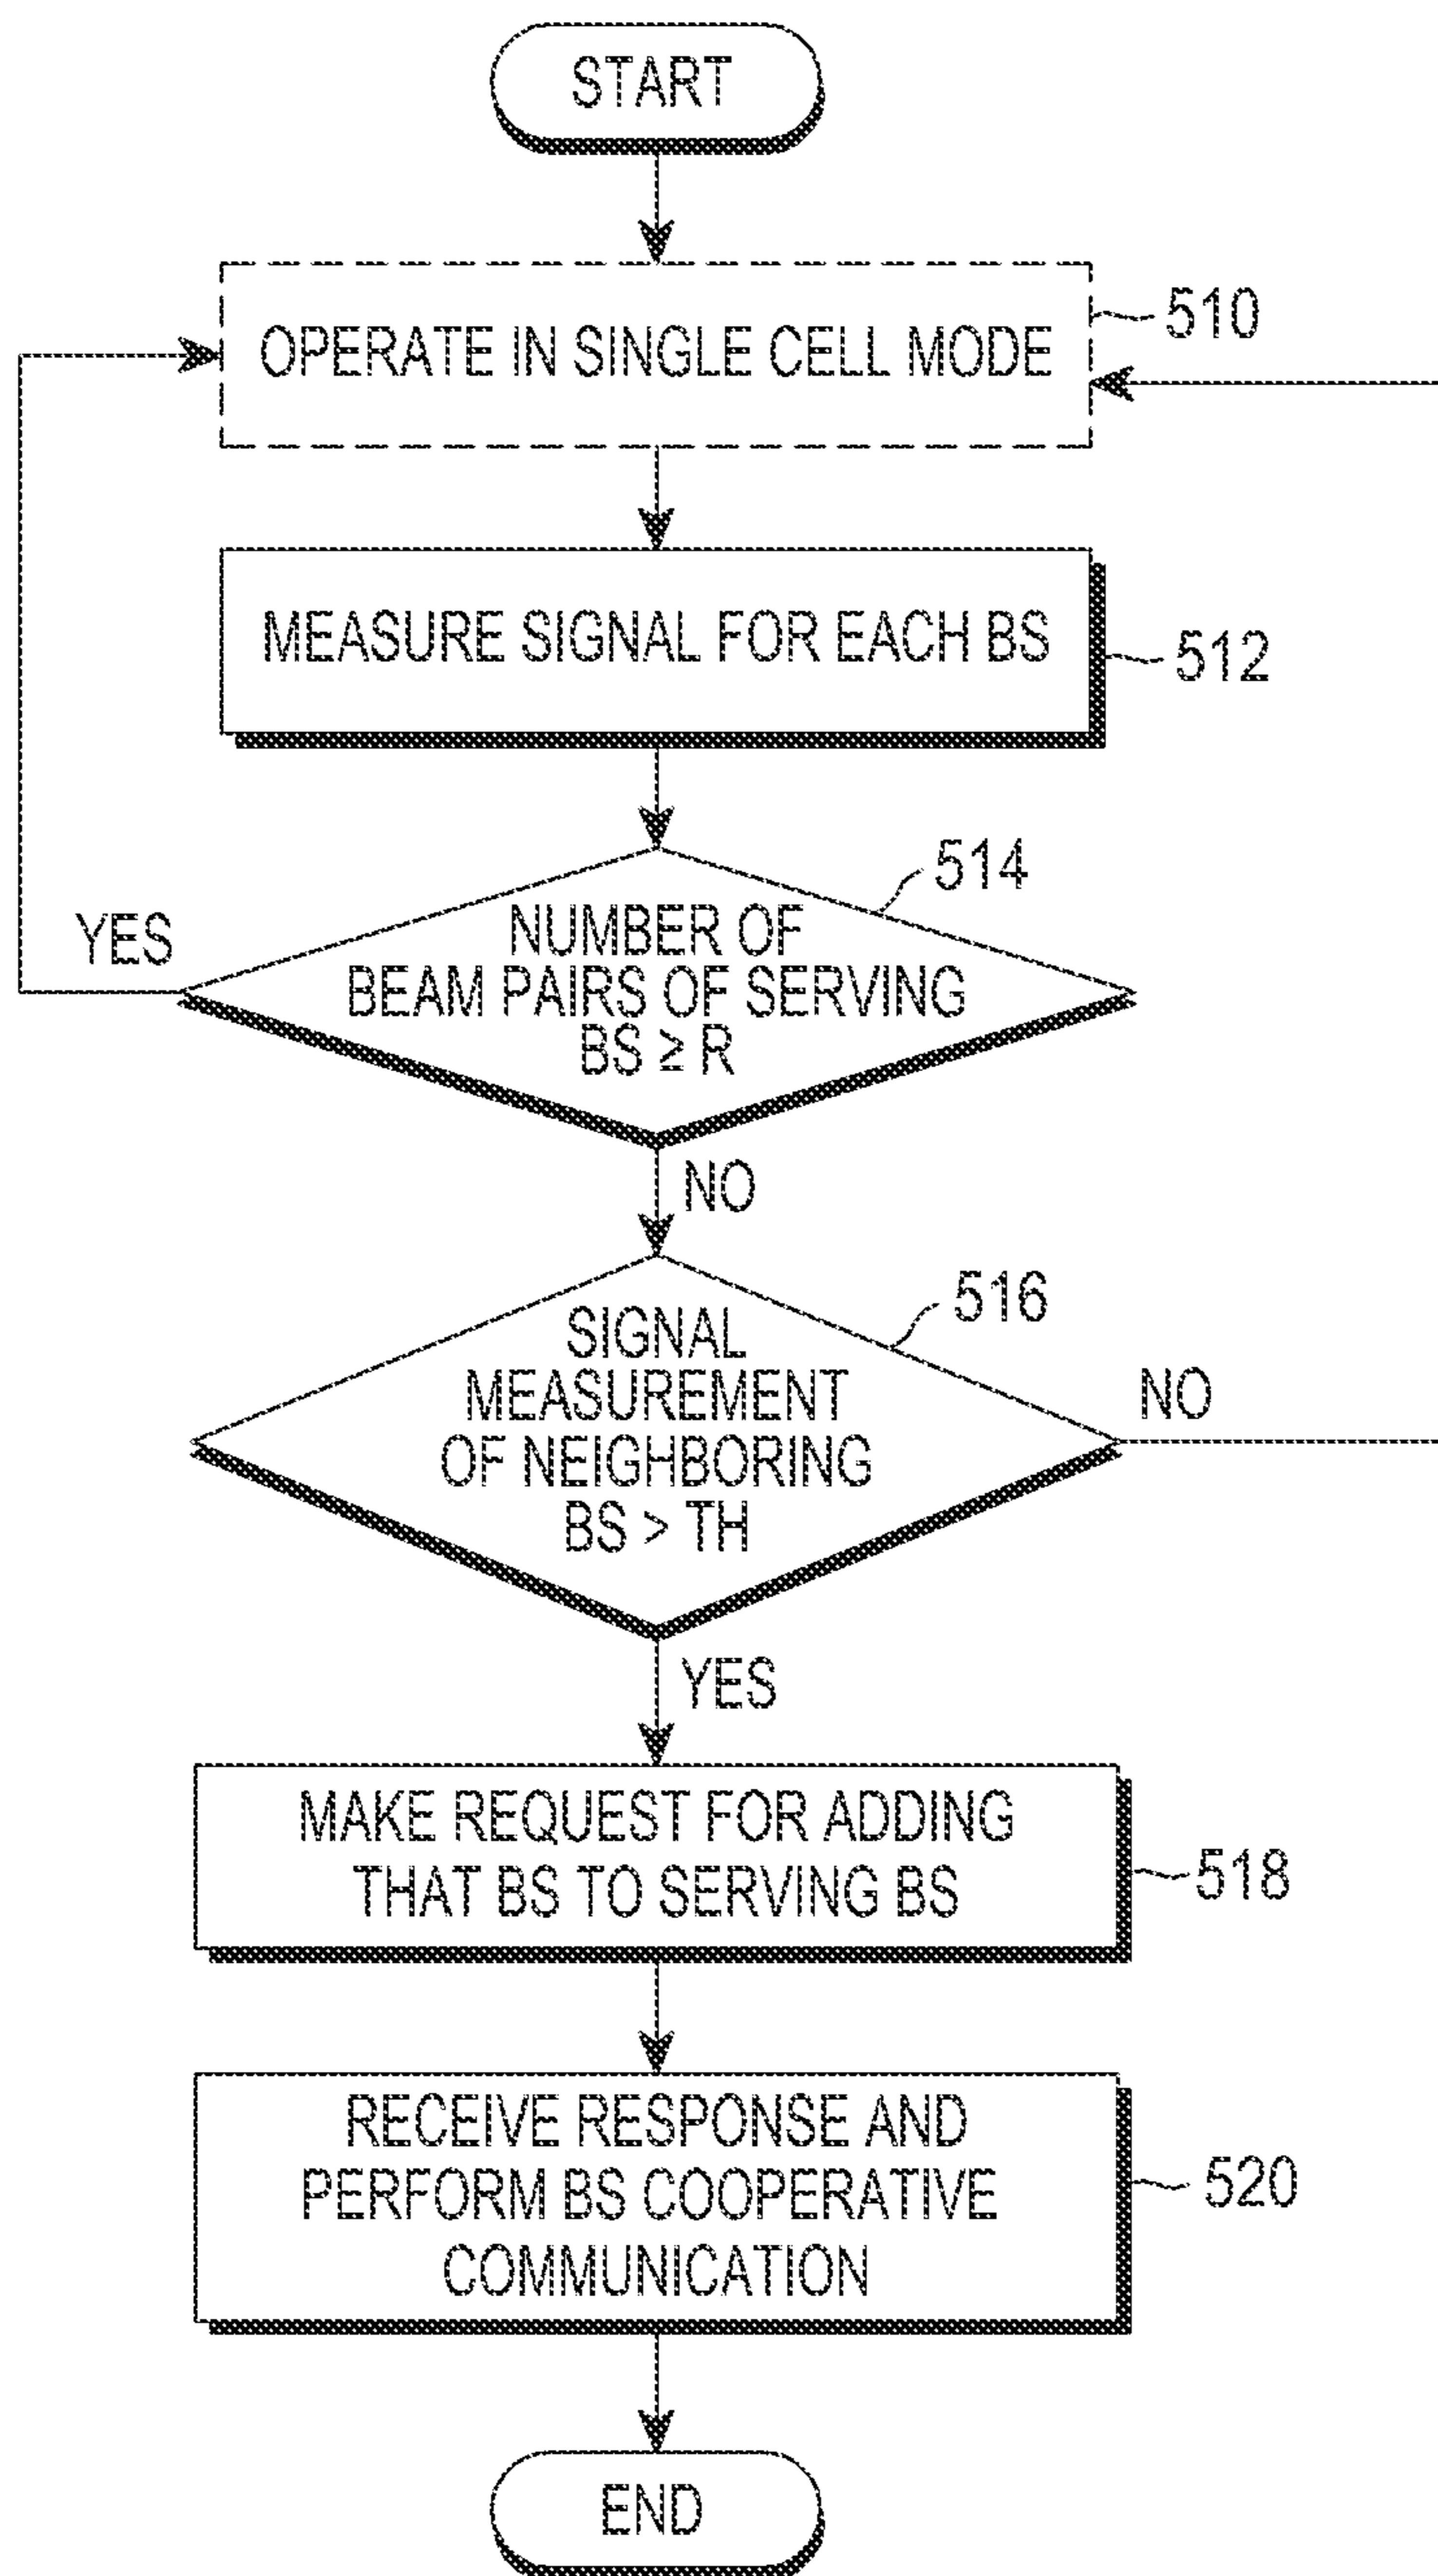 START
OPERATE IN SINGLE CELL MODE
510
MEASURE SIGNAL FOR EACH BS
512
514
NUMBER OF
BEAM PAIRS OF SERVING
BS ≥ R
YES
NO
516
SIGNAL
MEASUREMENT
OF NEIGHBORING
BS > TH
NO
YES
MAKE REQUEST FOR ADDING
THAT BS TO SERVING BS
518
RECEIVE RESPONSE AND
PERFORM BS COOPERATIVE
COMMUNICATION
520
END